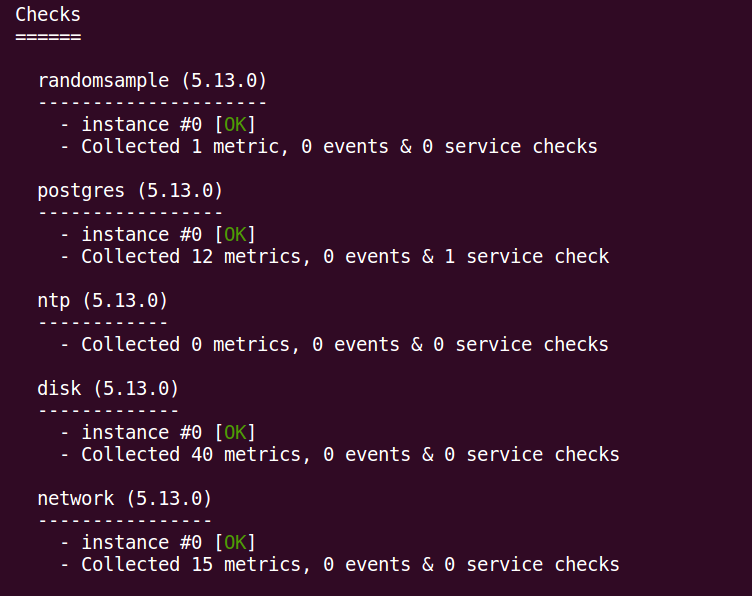 Checks
======
randomsample (5.13.0)
---------------------
- instance #0 [OK]
- Collected 1 metric, 0 events & 0 service checks
postgres (5.13.0)
-----------------
- instance #0 [OK]
- Collected 12 metrics, 0 events & 1 service check
ntp (5.13.0)
------------
- Collected 0 metrics, 0 events & 0 service checks
disk (5.13.0)
-------------
- instance #0 [OK]
- Collected 40 metrics, 0 events & 0 service checks
network (5.13.0)
----------------
- instance #0 [OK]
- Collected 15 metrics, 0 events & 0 service checks